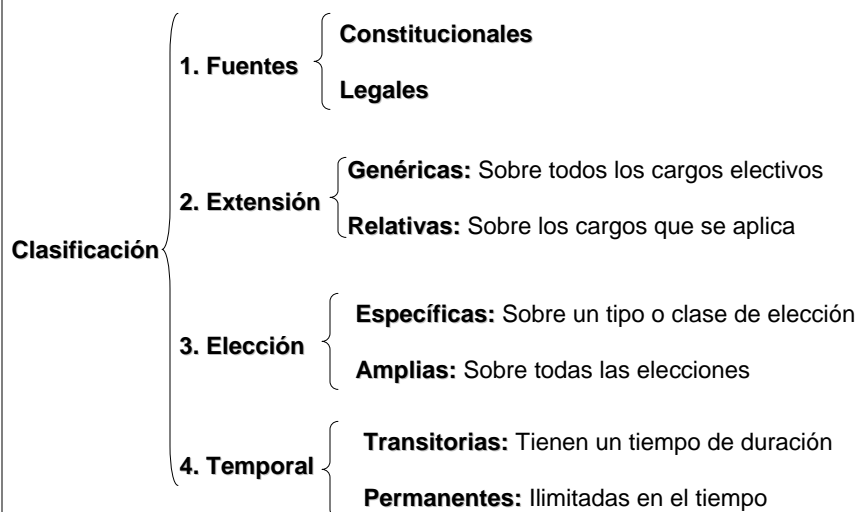 Clasificación
1. Fuentes
Constitucionales
Legales
2. Extensión
Genéricas: Sobre todos los cargos electivos
Relativas: Sobre los cargos que se aplica
3. Elección
Específicas: Sobre un tipo o clase de elección
Amplias: Sobre todas las elecciones
4. Temporal
Transitorias: Tienen un tiempo de duración
Permanentes: Ilimitadas en el tiempo